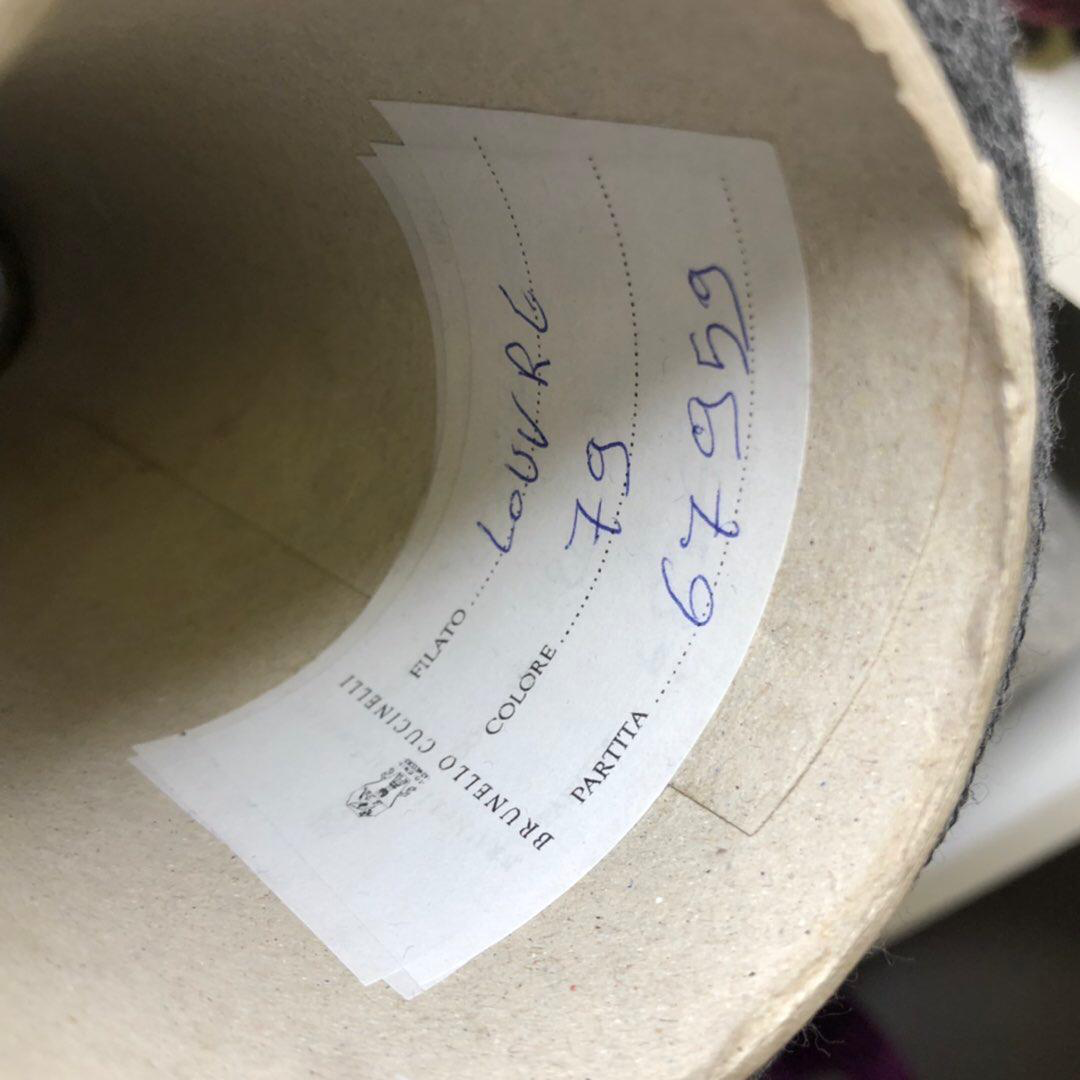 BRUNELLO CUCINELLI
FILATO LOUVRE
COLORE 79
PARTITA 67959